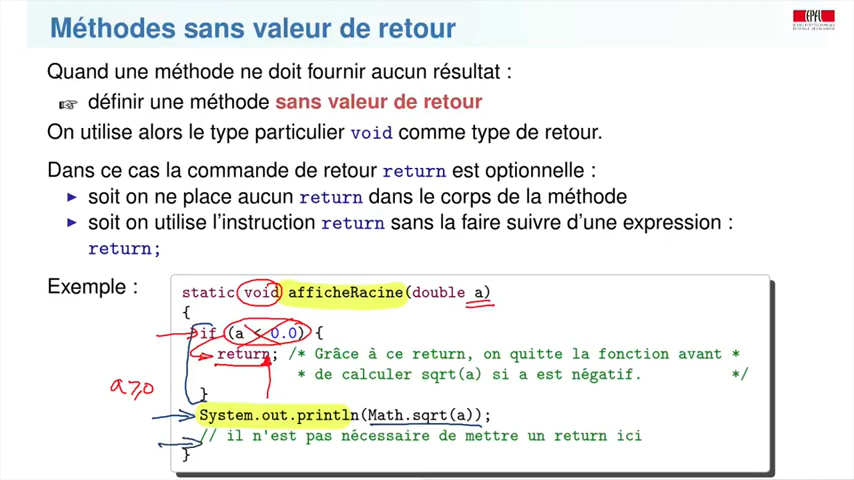 Méthodes sans valeur de retour
EPFL
Quand une méthode ne doit fournir aucun résultat :
☞ définir une méthode sans valeur de retour
On utilise alors le type particulier void comme type de retour.
Dans ce cas la commande de retour return est optionnelle :
▶ soit on ne place aucun return dans le corps de la méthode
▶ soit on utilise l'instruction return sans la faire suivre d'une expression :
return;
Exemple :
static void afficheRacine(double a)
{
if (a < 0.0) {
return; /* Grâce à ce return, on quitte la fonction avant *
* de calculer sqrt(a) si a est négatif. */
a⩾0
}
System.out.println(Math.sqrt(a));
// il n'est pas nécessaire de mettre un return ici
}